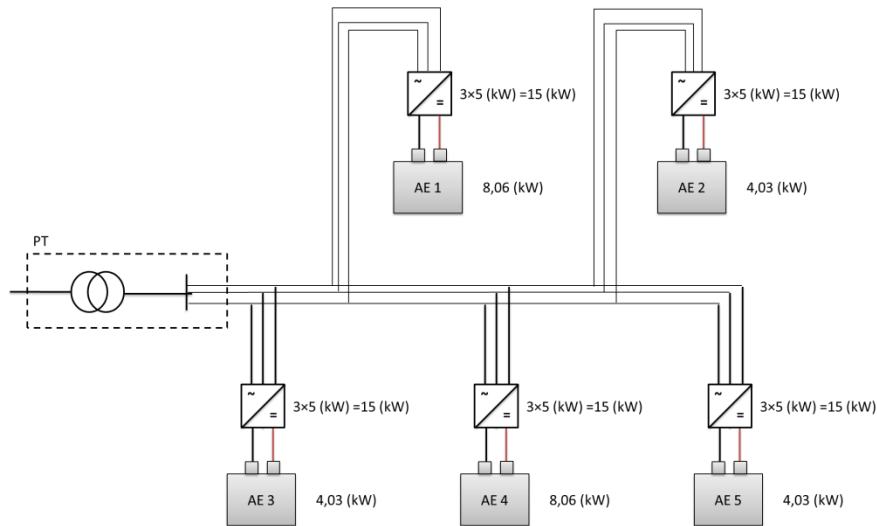 ~
=
3×5 (kW) =15 (kW)
AE 1
8,06 (kW)
~
=
3×5 (kW) =15 (kW)
AE 2
4,03 (kW)
PT
~
=
3×5 (kW) =15 (kW)
AE 3
4,03 (kW)
~
=
3×5 (kW) =15 (kW)
AE 4
8,06 (kW)
~
=
3×5 (kW) =15 (kW)
AE 5
4,03 (kW)